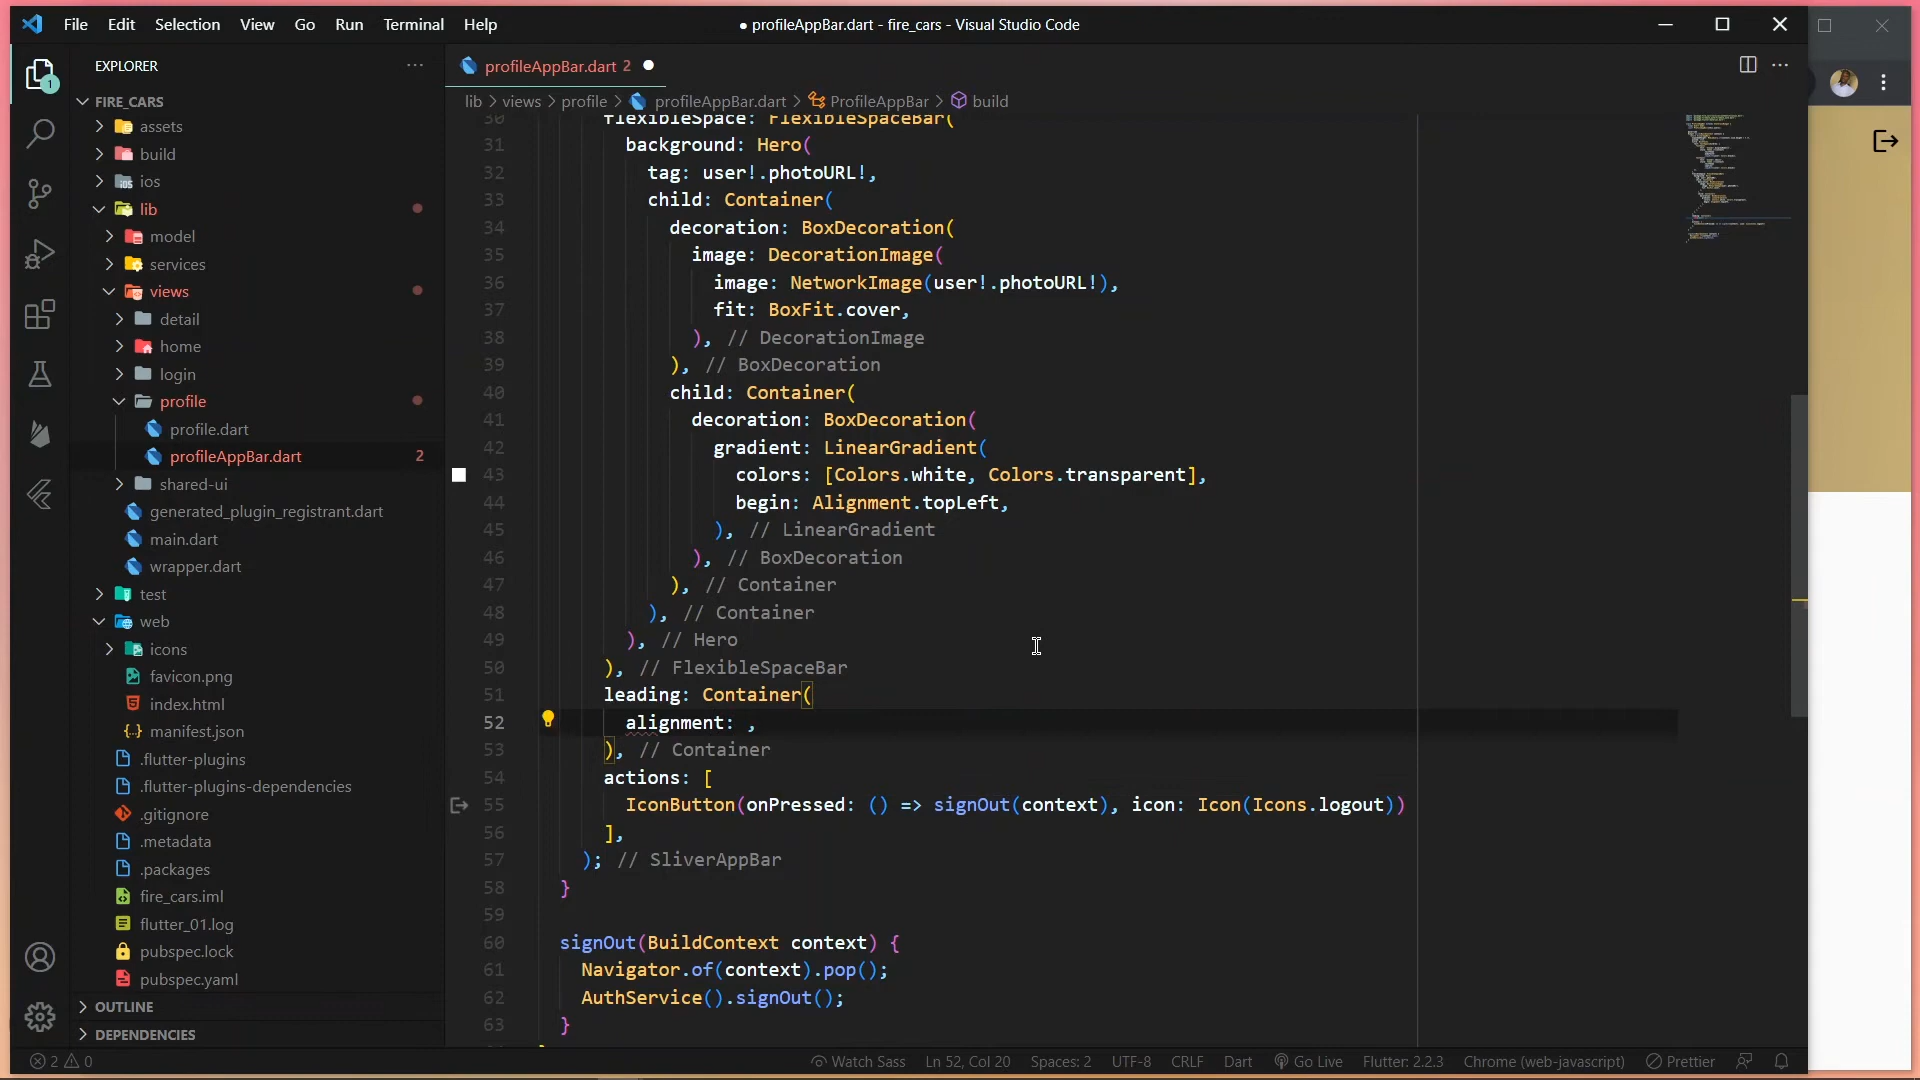 File Edit Selection View Go Run Terminal Help
● profileAppBar.dart - fire_cars - Visual Studio Code
EXPLORER
FIRE_CARS
assets
build
ios
lib
model
services
views
detail
home
login
profile
profile.dart
profileAppBar.dart 2
shared-ui
generated_plugin_registrant.dart
main.dart
wrapper.dart
test
web
icons
favicon.png
index.html
manifest.json
.flutter-plugins
.flutter-plugins-dependencies
.gitignore
.metadata
.packages
fire_cars.iml
flutter_01.log
pubspec.lock
pubspec.yaml
OUTLINE
DEPENDENCIES
1
profileAppBar.dart 2 ●
lib > views > profile > profileAppBar.dart > ProfileAppBar > build
30 flexibleSpace: FlexibleSpaceBar(
31 background: Hero(
32 tag: user!.photoURL!,
33 child: Container(
34 decoration: BoxDecoration(
35 image: DecorationImage(
36 image: NetworkImage(user!.photoURL!),
37 fit: BoxFit.cover,
38 ), // DecorationImage
39 ), // BoxDecoration
40 child: Container(
41 decoration: BoxDecoration(
42 gradient: LinearGradient(
43 colors: [Colors.white, Colors.transparent],
44 begin: Alignment.topLeft,
45 ), // LinearGradient
46 ), // BoxDecoration
47 ), // Container
48 ), // Container
49 ), // Hero
50 ), // FlexibleSpaceBar
51 leading: Container(
52 alignment: ,
53 ), // Container
54 actions: [
55 IconButton(onPressed: () => signOut(context), icon: Icon(Icons.logout))
56 ],
57 ); // SliverAppBar
58 }
59
60 signOut(BuildContext context) {
61 Navigator.of(context).pop();
62 AuthService().signOut();
63 }
2 0
Watch Sass Ln 52, Col 20 Spaces: 2 UTF-8 CRLF Dart Go Live Flutter: 2.2.3 Chrome (web-javascript) Prettier